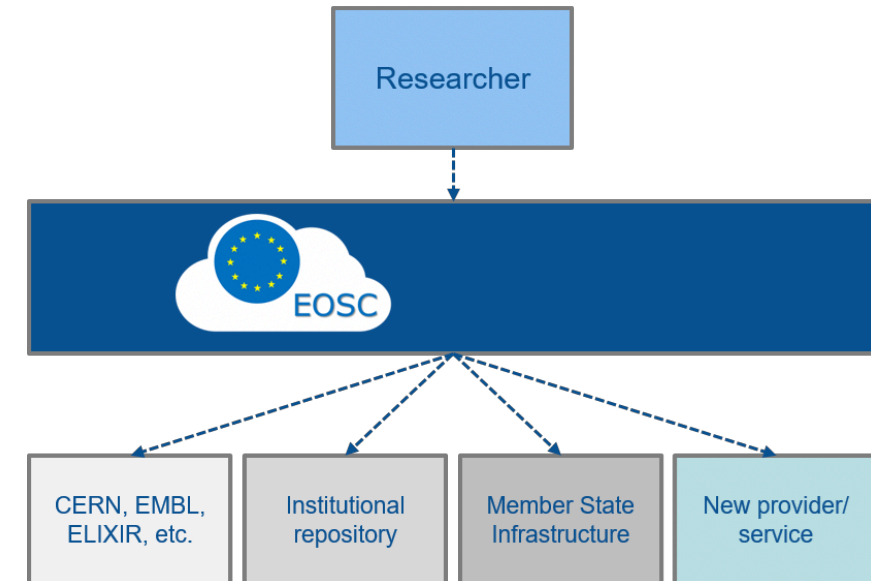 Researcher
EOSC
CERN, EMBL,
ELIXIR, etc.
Institutional
repository
Member State
Infrastructure
New provider/
service